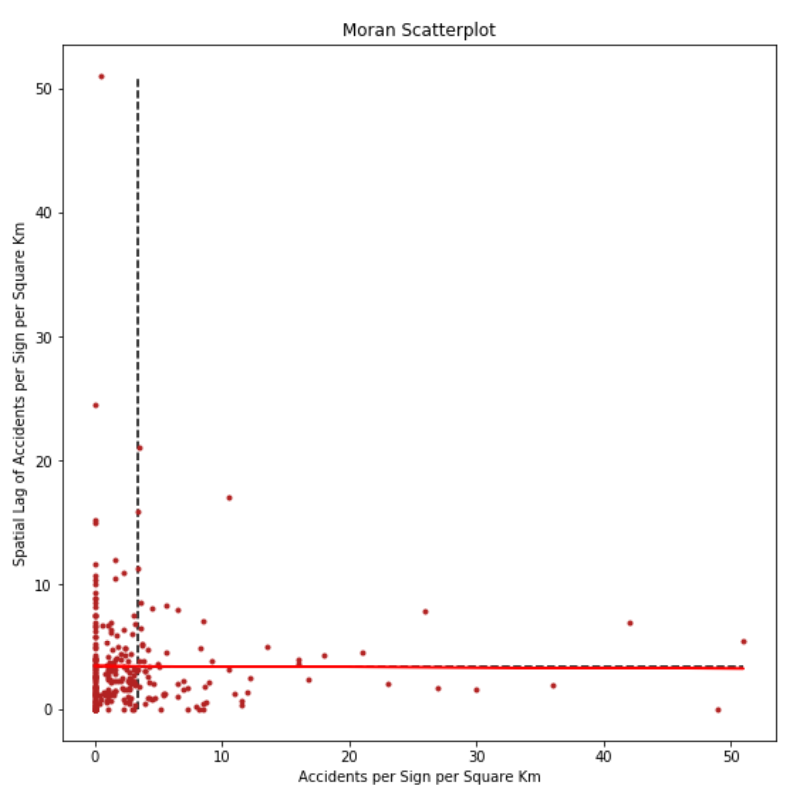 Moran Scatterplot
Spatial Lag of Accidents per Sign per Square Km
50
40
30
20
10
0
0 10 20 30 40 50
Accidents per Sign per Square Km